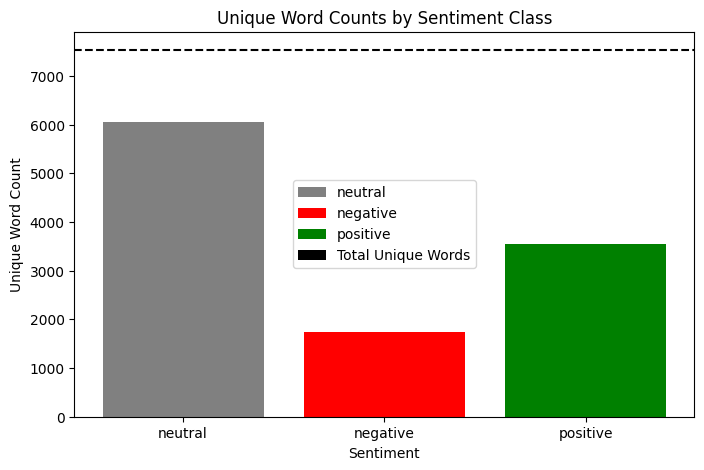 Unique Word Counts by Sentiment Class
Unique Word Count
7000
6000
5000
4000
3000
2000
1000
0
neutral
negative
positive
Total Unique Words
neutral
negative
positive
Sentiment